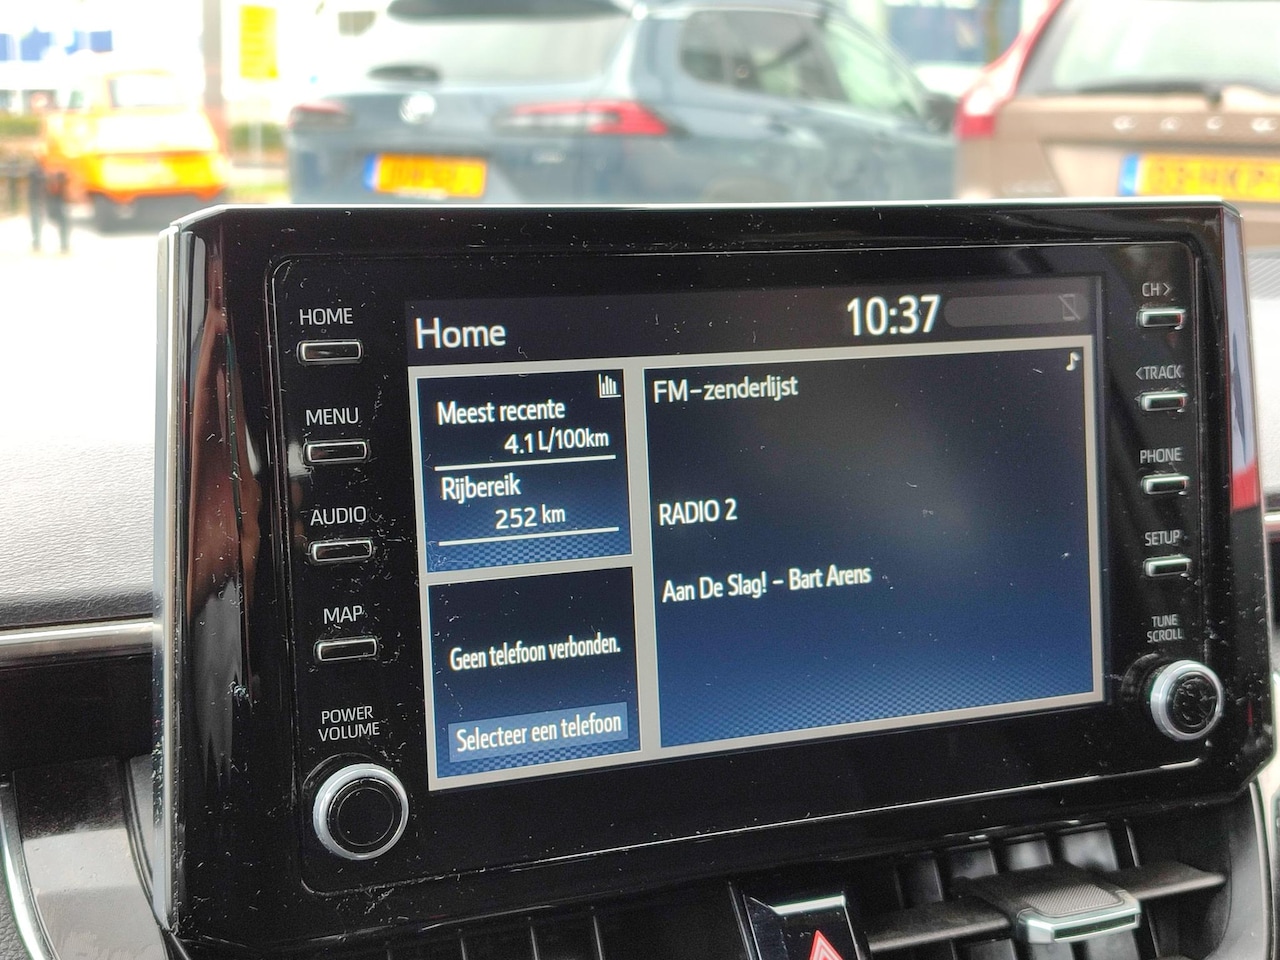 HOME
MENU
AUDIO
MAP
POWER
VOLUME
Home
10:37
Meest recente
4.1 L/100km
Rijbereik
252 km
Geen telefoon verbonden.
Selecteer een telefoon
FM-zenderlijst
RADIO 2
Aan De Slag! - Bart Arens
CH >
< TRACK
PHONE
SETUP
TUNE
SCROLL